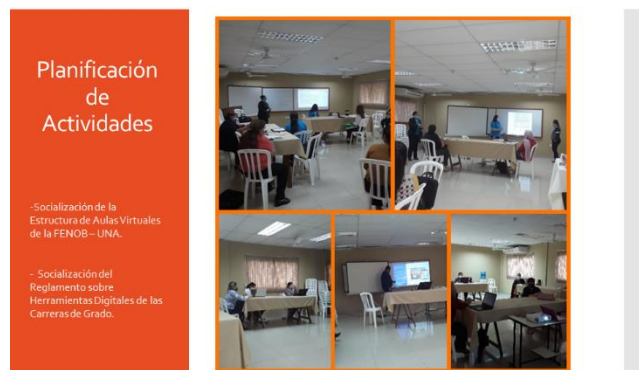 Planificación
de
Actividades
-Socialización de la
Estructura de Aulas Virtuales
de la FENOB – UNA.
- Socialización del
Reglamento sobre
Herramientas Digitales de las
Carreras de Grado.